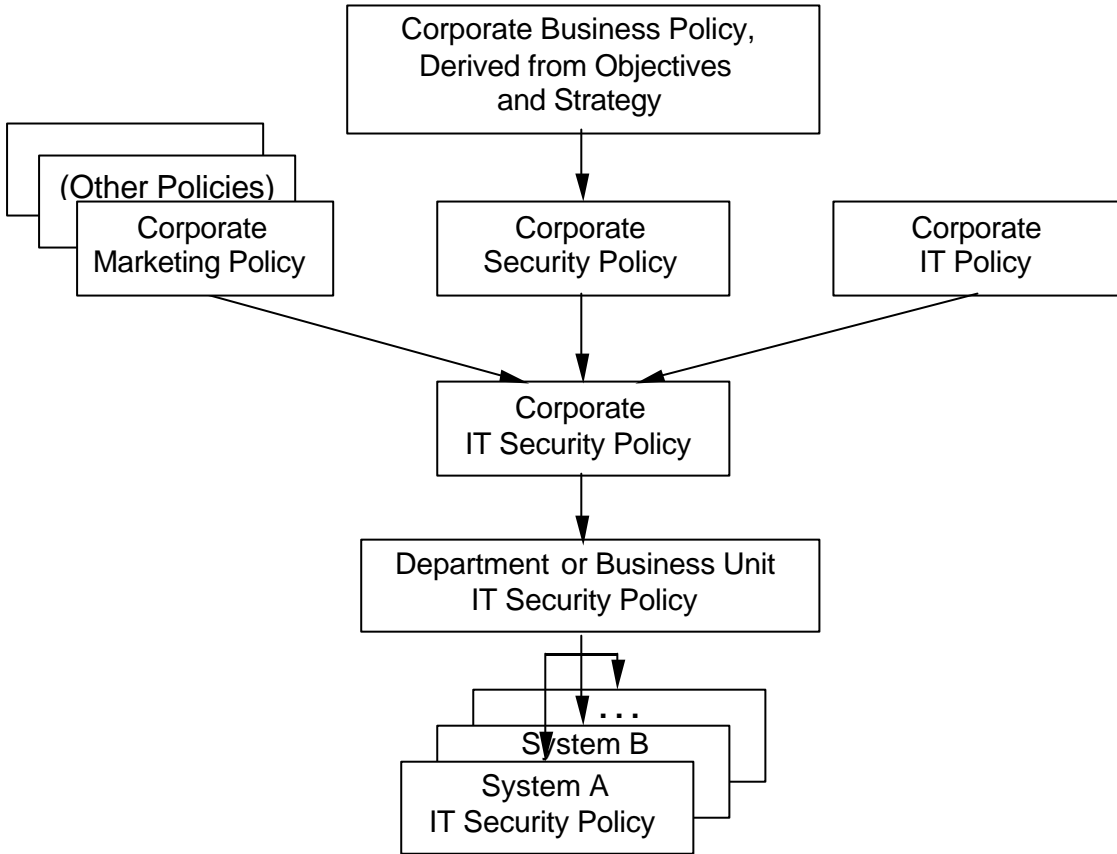 Corporate Business Policy,
Derived from Objectives
and Strategy
(Other Policies)
Corporate
Marketing Policy
Corporate
Security Policy
Corporate
IT Policy
Corporate
IT Security Policy
Department or Business Unit
IT Security Policy
. . .
System B
System A
IT Security Policy